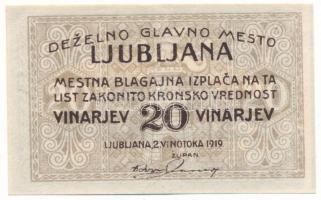 DEŽELNO GLAVNO MESTO
LJUBLJANA
MESTNA BLAGAJNA IZPLAČA NA TA
LIST ZAKONITO KRONSKO VREDNOST
VINARJEV 20 VINARJEV
LJUBLJANA, 2. VINOTOKA 1919
ŽUPAN